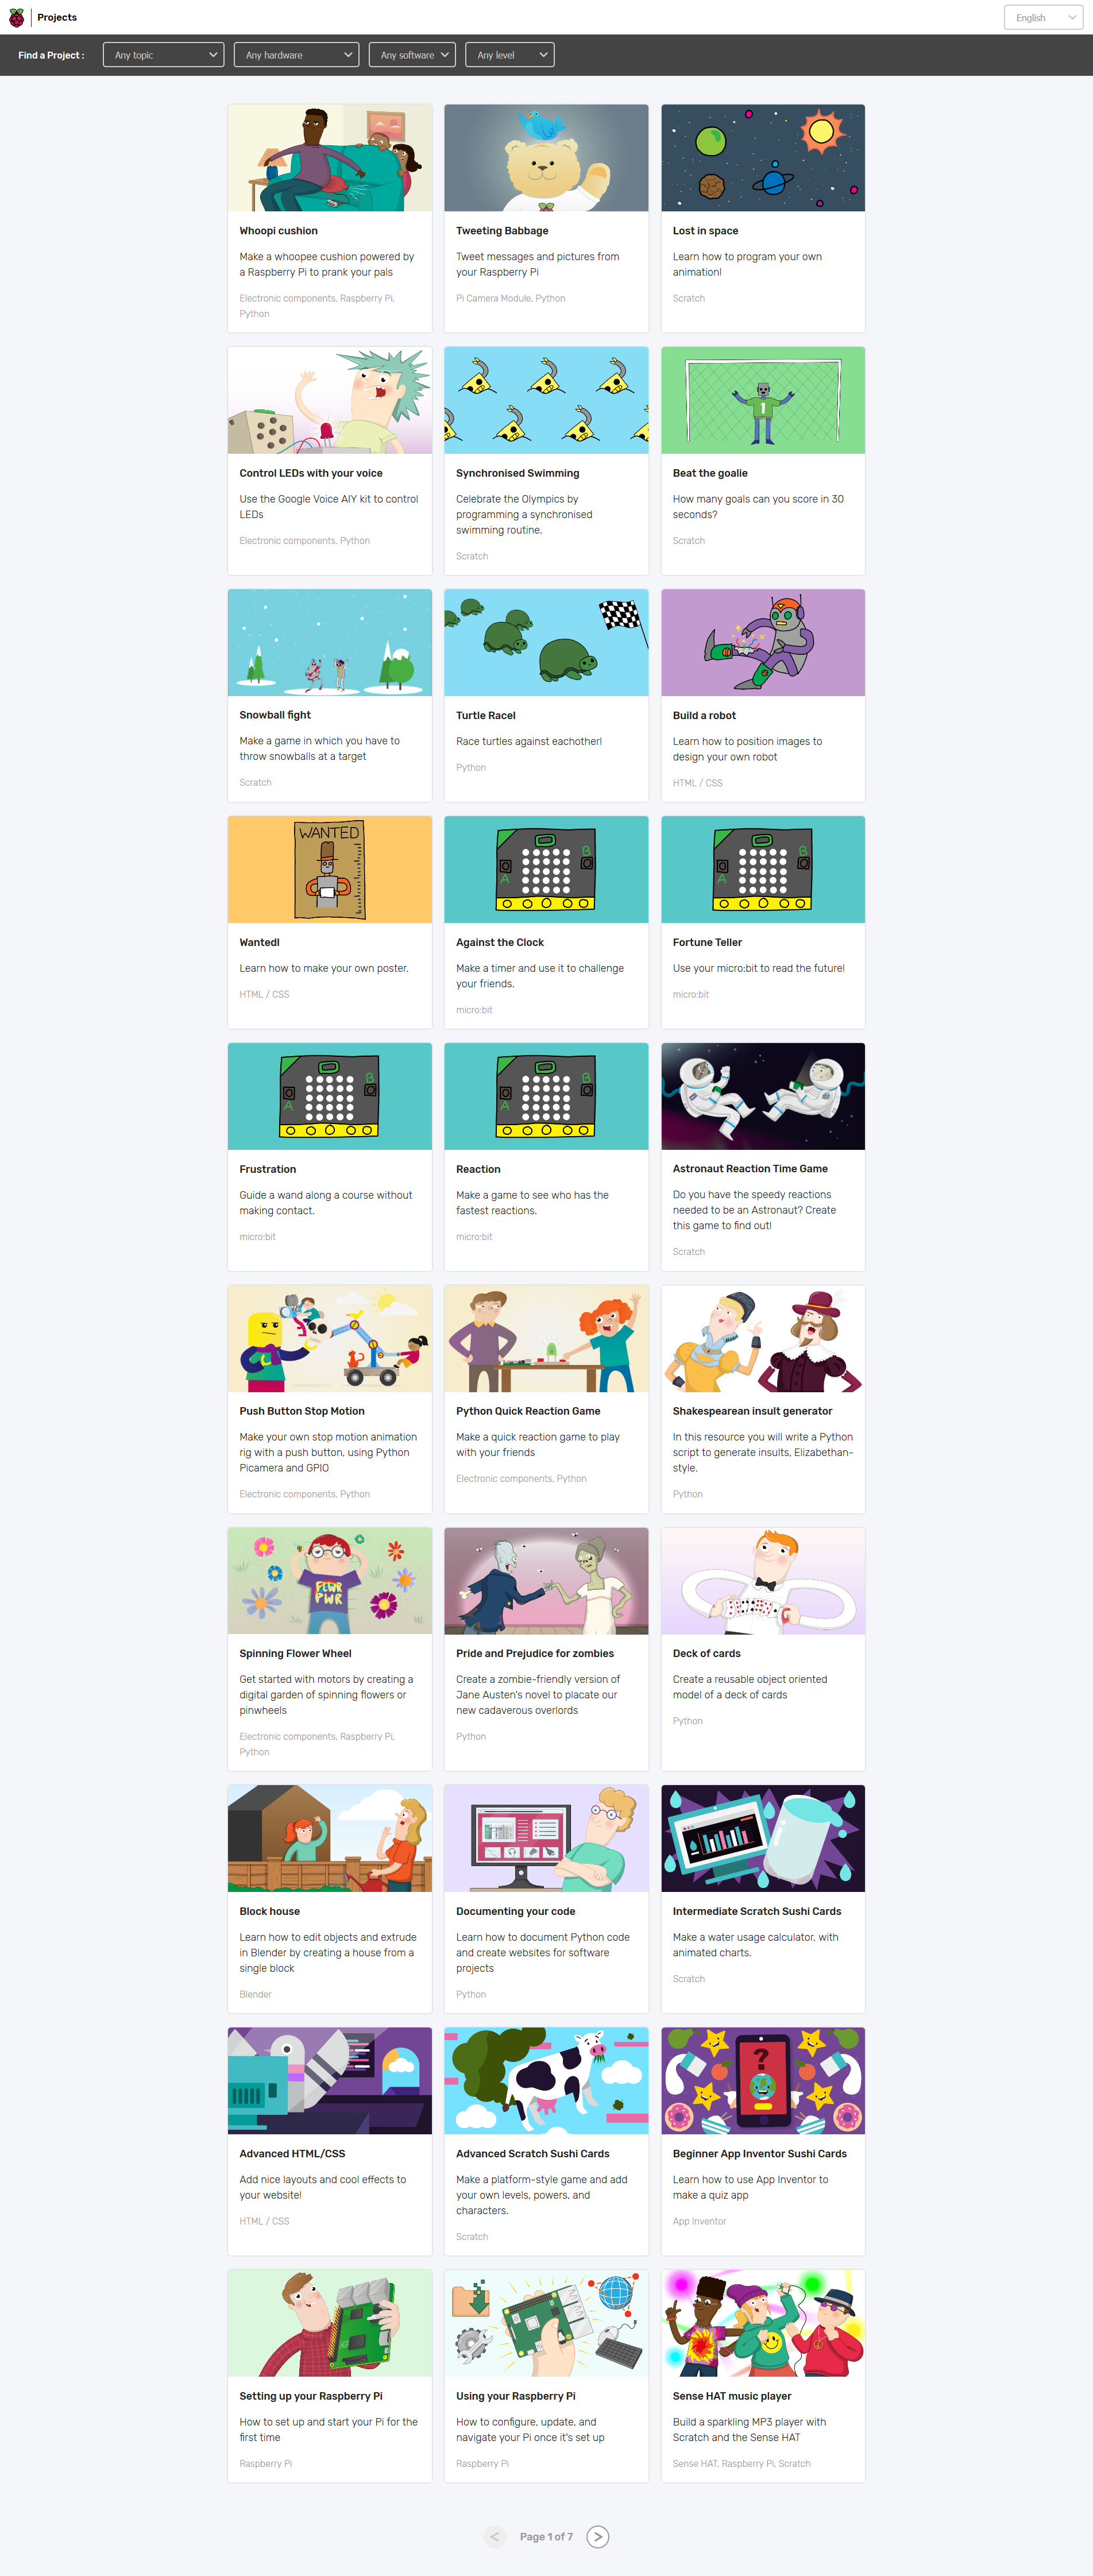 Projects
English
Find a Project :
Any topic
Any hardware
Any software
Any level
Whoopi cushion
Make a whoopee cushion powered by
a Raspberry Pi to prank your pals
Electronic components, Raspberry Pi,
Python
Tweeting Babbage
Tweet messages and pictures from
your Raspberry Pi
Pi Camera Module, Python
Lost in space
Learn how to program your own
animation!
Scratch
Control LEDs with your voice
Use the Google Voice AIY kit to control
LEDs
Electronic components, Python
Synchronised Swimming
Celebrate the Olympics by
programming a synchronised
swimming routine.
Scratch
1
Beat the goalie
How many goals can you score in 30
seconds?
Scratch
Snowball fight
Make a game in which you have to
throw snowballs at a target
Scratch
Turtle Race!
Race turtles against eachother!
Python
Build a robot
Learn how to position images to
design your own robot
HTML / CSS
WANTED
Wanted!
Learn how to make your own poster.
HTML / CSS
B
A
Against the Clock
Make a timer and use it to challenge
your friends.
micro:bit
B
A
Fortune Teller
Use your micro:bit to read the future!
micro:bit
B
A
Frustration
Guide a wand along a course without
making contact.
micro:bit
B
A
Reaction
Make a game to see who has the
fastest reactions.
micro:bit
Astronaut Reaction Time Game
Do you have the speedy reactions
needed to be an Astronaut? Create
this game to find out!
Scratch
Push Button Stop Motion
Make your own stop motion animation
rig with a push button, using Python
Picamera and GPIO
Electronic components, Python
Python Quick Reaction Game
Make a quick reaction game to play
with your friends
Electronic components, Python
Shakespearean insult generator
In this resource you will write a Python
script to generate insults, Elizabethan-
style.
Python
FLWR
PWR
Spinning Flower Wheel
Get started with motors by creating a
digital garden of spinning flowers or
pinwheels
Electronic components, Raspberry Pi,
Python
Pride and Prejudice for zombies
Create a zombie-friendly version of
Jane Austen's novel to placate our
new cadaverous overlords
Python
Deck of cards
Create a reusable object oriented
model of a deck of cards
Python
Block house
Learn how to edit objects and extrude
in Blender by creating a house from a
single block
Blender
Documenting your code
Learn how to document Python code
and create websites for software
projects
Python
Intermediate Scratch Sushi Cards
Make a water usage calculator, with
animated charts.
Scratch
Advanced HTML/CSS
Add nice layouts and cool effects to
your website!
HTML / CSS
Advanced Scratch Sushi Cards
Make a platform-style game and add
your own levels, powers, and
characters.
Scratch
?
Beginner App Inventor Sushi Cards
Learn how to use App Inventor to
make a quiz app
App Inventor
Setting up your Raspberry Pi
How to set up and start your Pi for the
first time
Raspberry Pi
Using your Raspberry Pi
How to configure, update, and
navigate your Pi once it's set up
Raspberry Pi
Sense HAT music player
Build a sparkling MP3 player with
Scratch and the Sense HAT
Sense HAT, Raspberry Pi, Scratch
< Page 1 of 7 >